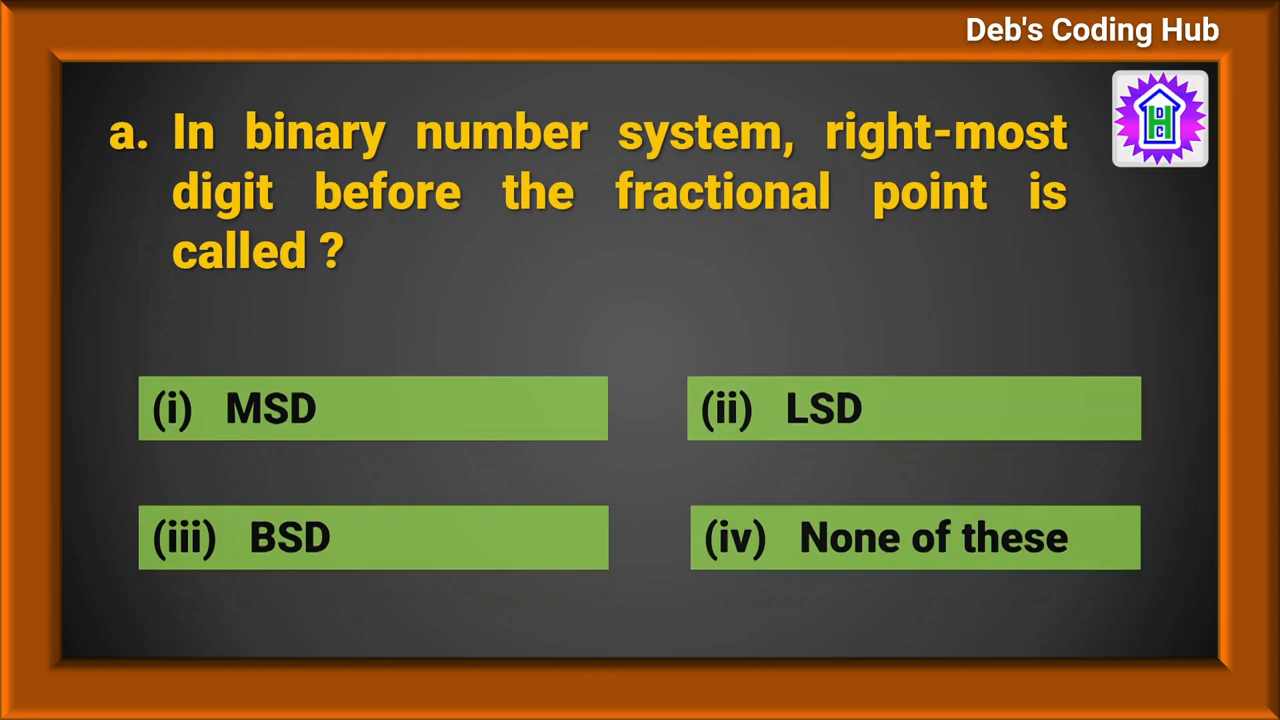 Deb's Coding Hub
a. In binary number system, right-most
digit before the fractional point is
called ?
(i) MSD
(ii) LSD
(iii) BSD
(iv) None of these